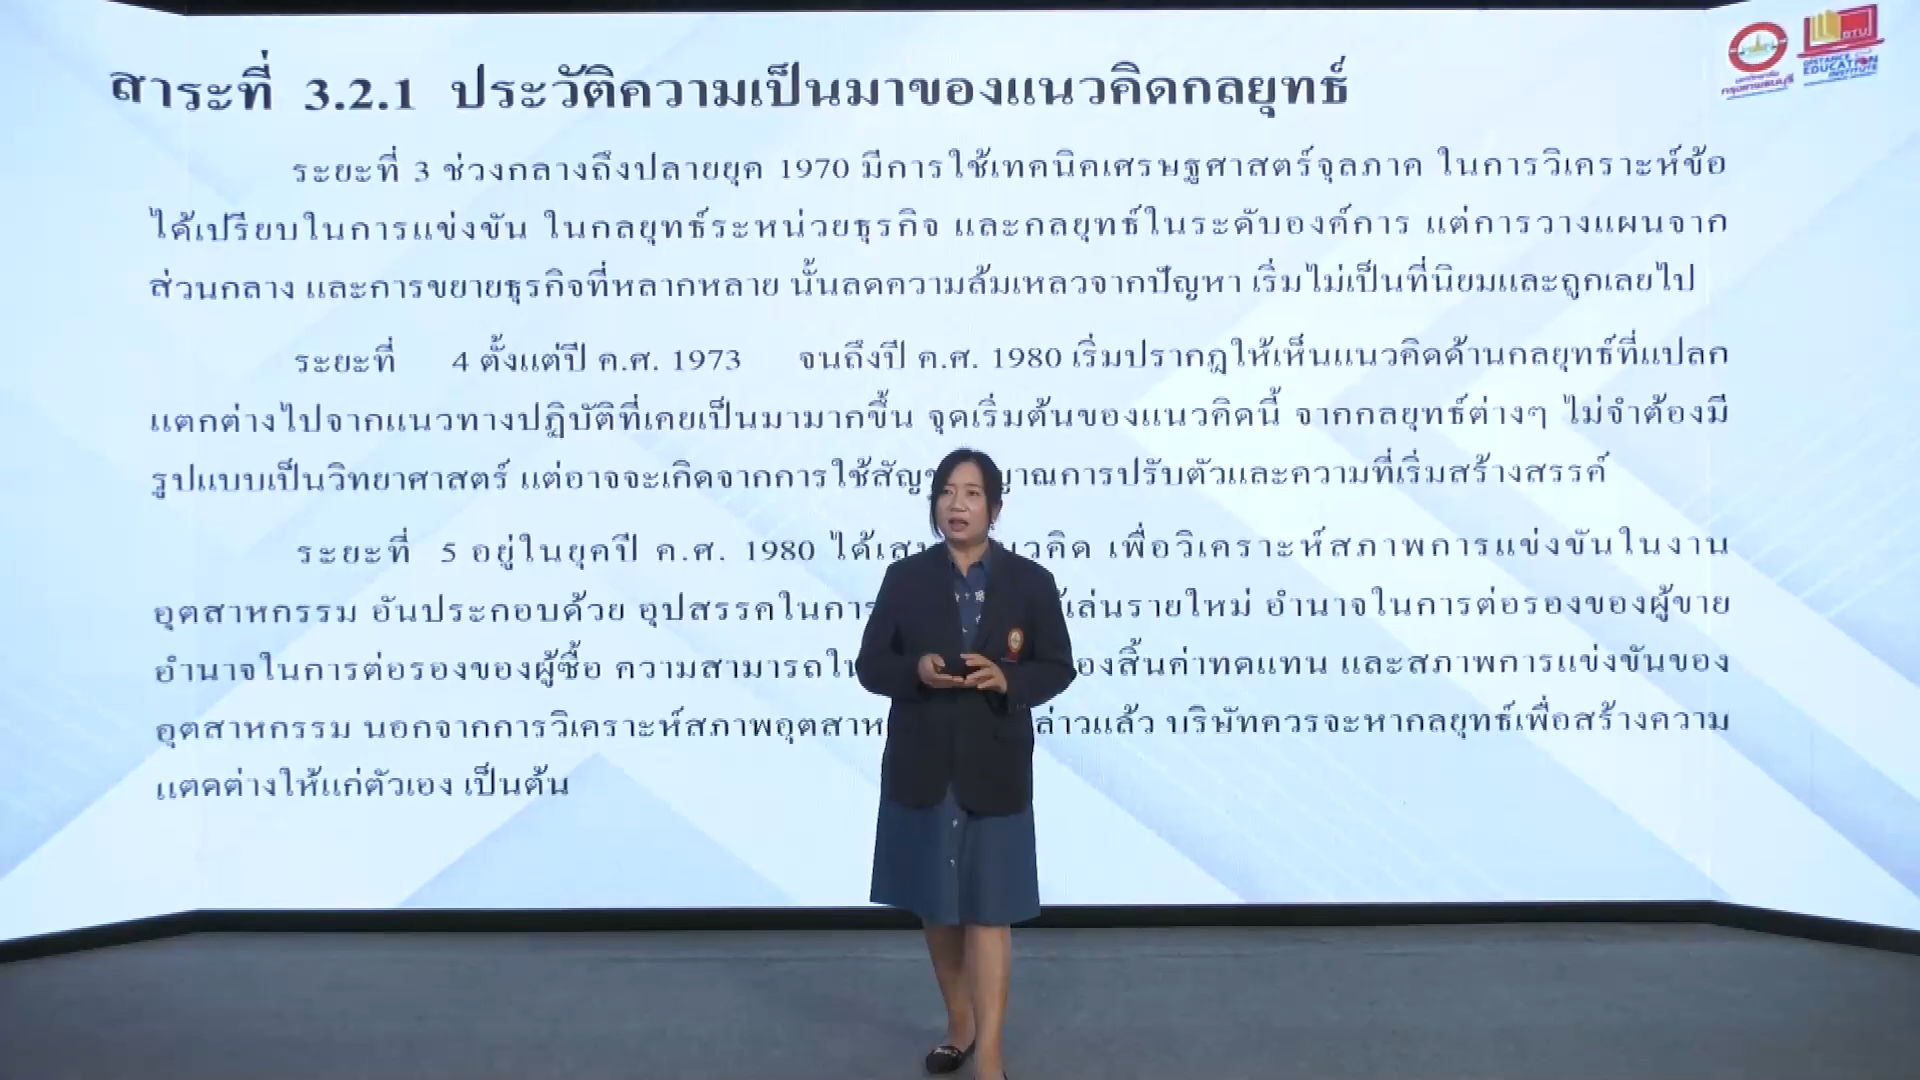 สาระที่ 3.2.1 ประวัติความเป็นมาของแนวคิดกลยุทธ์
BTU
มหาวิทยาลัย
กรุงเทพธนบุรี
DISTANCE
EDUCATION
INSTITUTE
ระยะที่ 3 ช่วงกลางถึงปลายยุค 1970 มีการใช้เทคนิคเศรษฐศาสตร์จุลภาค ในการวิเคราะห์ข้อ
ได้เปรียบในการแข่งขัน ในกลยุทธ์ระหน่วยธุรกิจ และกลยุทธ์ในระดับองค์การ แต่การวางแผนจาก
ส่วนกลาง และการขยายธุรกิจที่หลากหลาย นั้นลดความล้มเหลวจากปัญหา เริ่มไม่เป็นที่นิยมและถูกเลยไป
ระยะที่ 4 ตั้งแต่ปี ค.ศ. 1973 จนถึงปี ค.ศ. 1980 เริ่มปรากฎให้เห็นแนวคิดด้านกลยุทธ์ที่แปลก
แตกต่างไปจากแนวทางปฏิบัติที่เคยเป็นมามากขึ้น จุดเริ่มต้นของแนวคิดนี้ จากกลยุทธ์ต่างๆ ไม่จำต้องมี
รูปแบบเป็นวิทยาศาสตร์ แต่อาจจะเกิดจากการใช้สัญ ญาณการปรับตัวและความที่เริ่มสร้างสรรค์
ระยะที่ 5 อยู่ในยุคปี ค.ศ. 1980 ได้เส นวคิด เพื่อวิเคราะห์สภาพการแข่งขันในงาน
อุตสาหกรรม อันประกอบด้วย อุปสรรคในการ ู้เล่นรายใหม่ อำนาจในการต่อรองของผู้ขาย
อำนาจในการต่อรองของผู้ซื้อ ความสามารถใน องสิ้นค่าทดแทน และสภาพการแข่งขันของ
อุตสาหกรรม นอกจากการวิเคราะห์สภาพอุตสาห ล่าวแล้ว บริษัทควรจะหากลยุทธ์เพื่อสร้างความ
แตคต่างให้แก่ตัวเอง เป็นต้น